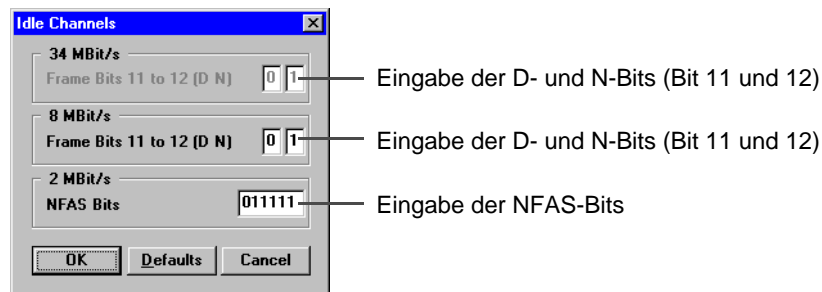 Idle Channels
34 MBit/s
Frame Bits 11 to 12 (D N) 0 1 Eingabe der D- und N-Bits (Bit 11 und 12)
8 MBit/s
Frame Bits 11 to 12 (D N) 0 1 Eingabe der D- und N-Bits (Bit 11 und 12)
2 MBit/s
NFAS Bits 011111 Eingabe der NFAS-Bits
OK Defaults Cancel